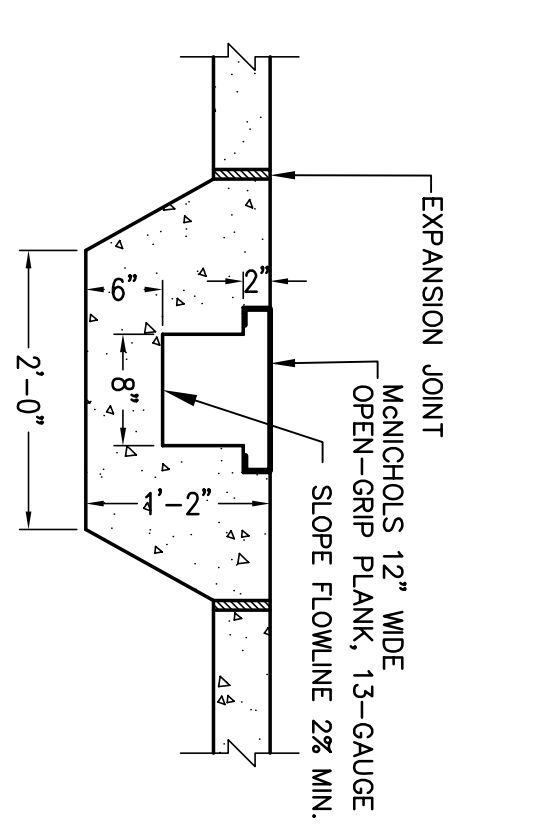 EXPANSION JOINT
McNICHOLS 12" WIDE
OPEN-GRIP PLANK, 13-GAUGE
SLOPE FLOWLINE 2% MIN.
2"
6"
8"
1'-2"
2'-0"